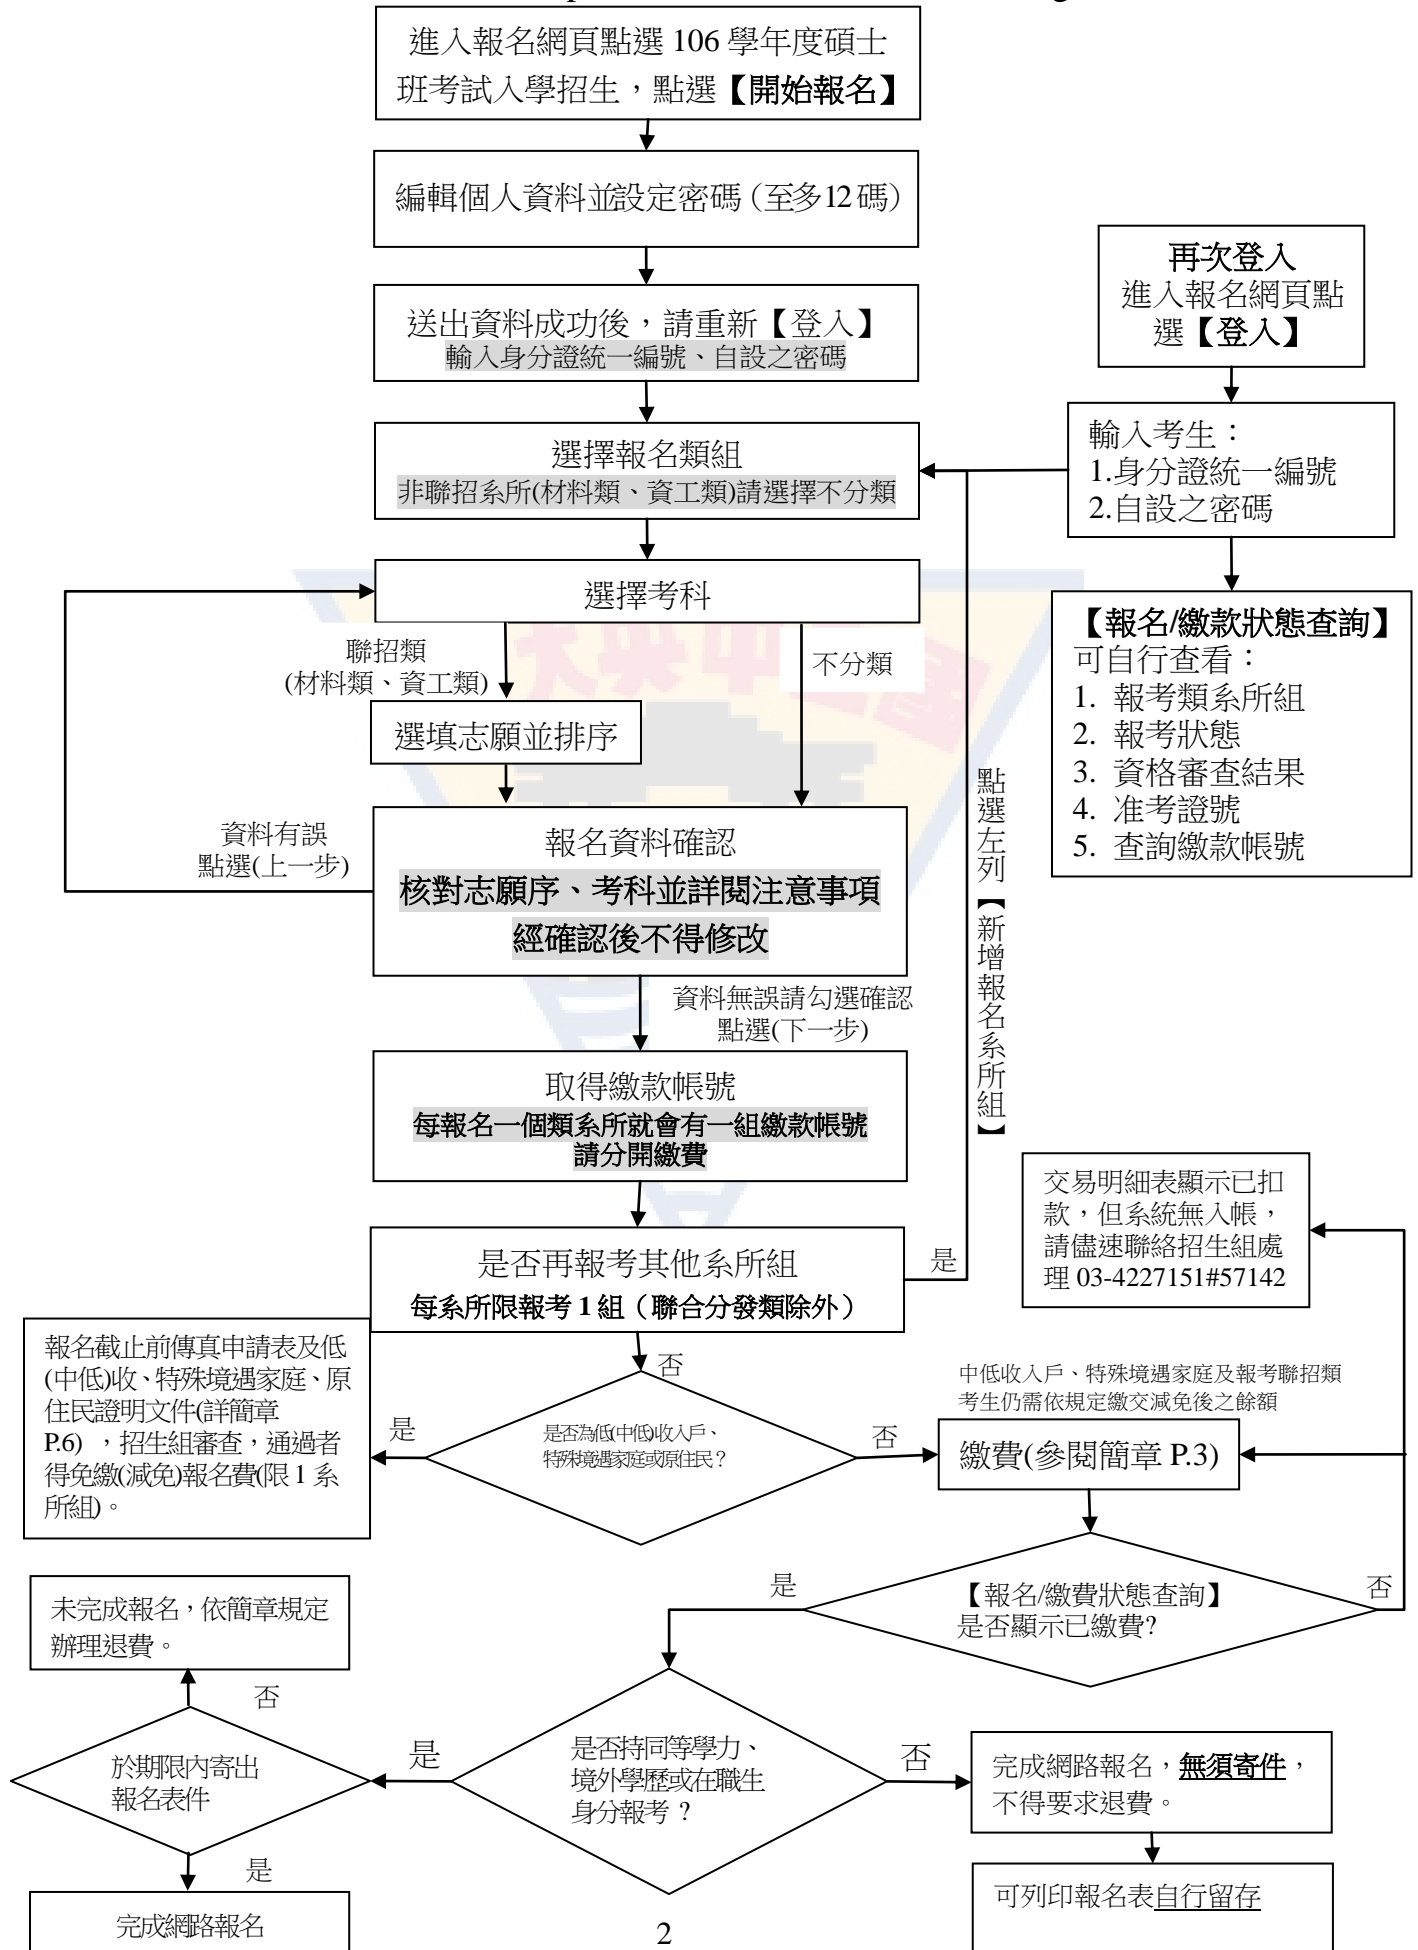 進入報名網頁點選 106 學年度碩士
班考試入學招生，點選【開始報名】
編輯個人資料並設定密碼（至多12碼）
送出資料成功後，請重新【登入】
輸入身分證統一編號、自設之密碼
再次登入
進入報名網頁點
選【登入】
選擇報名類組
非聯招系所(材料類、資工類)請選擇不分類
輸入考生：
1.身分證統一編號
2.自設之密碼
選擇考科
聯招類
(材料類、資工類)
不分類
選填志願並排序
【報名/繳款狀態查詢】
可自行查看：
1. 報考類系所組
2. 報考狀態
3. 資格審查結果
4. 准考證號
5. 查詢繳款帳號
資料有誤
點選(上一步)
報名資料確認
核對志願序、考科並詳閱注意事項
經確認後不得修改
點選左列【新增報名系所組】
資料無誤請勾選確認
點選(下一步)
取得繳款帳號
每報名一個類系所就會有一組繳款帳號
請分開繳費
是否再報考其他系所組
每系所限報考 1 組（聯合分發類除外）
是
交易明細表顯示已扣
款，但系統無入帳，
請儘速聯絡招生組處
理 03-4227151#57142
否
報名截止前傳真申請表及低
(中低)收、特殊境遇家庭、原
住民證明文件(詳簡章
P.6) ，招生組審查，通過者
得免繳(減免)報名費(限 1 系
所組)。
是
是否為低(中低)收入戶、
特殊境遇家庭或原住民？
否
中低收入戶、特殊境遇家庭及報考聯招類
考生仍需依規定繳交減免後之餘額
繳費(參閱簡章 P.3)
是
【報名/繳費狀態查詢】
是否顯示已繳費?
否
未完成報名，依簡章規定
辦理退費。
否
於期限內寄出
報名表件
是
是否持同等學力、
境外學歷或在職生
身分報考？
否
完成網路報名，無須寄件，
不得要求退費。
是
完成網路報名
可列印報名表自行留存
2